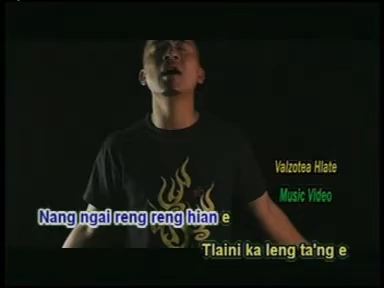 Valzotea Hlate
Music Video
Nang ngai reng reng hian e
Tlaini ka leng ta'ng e